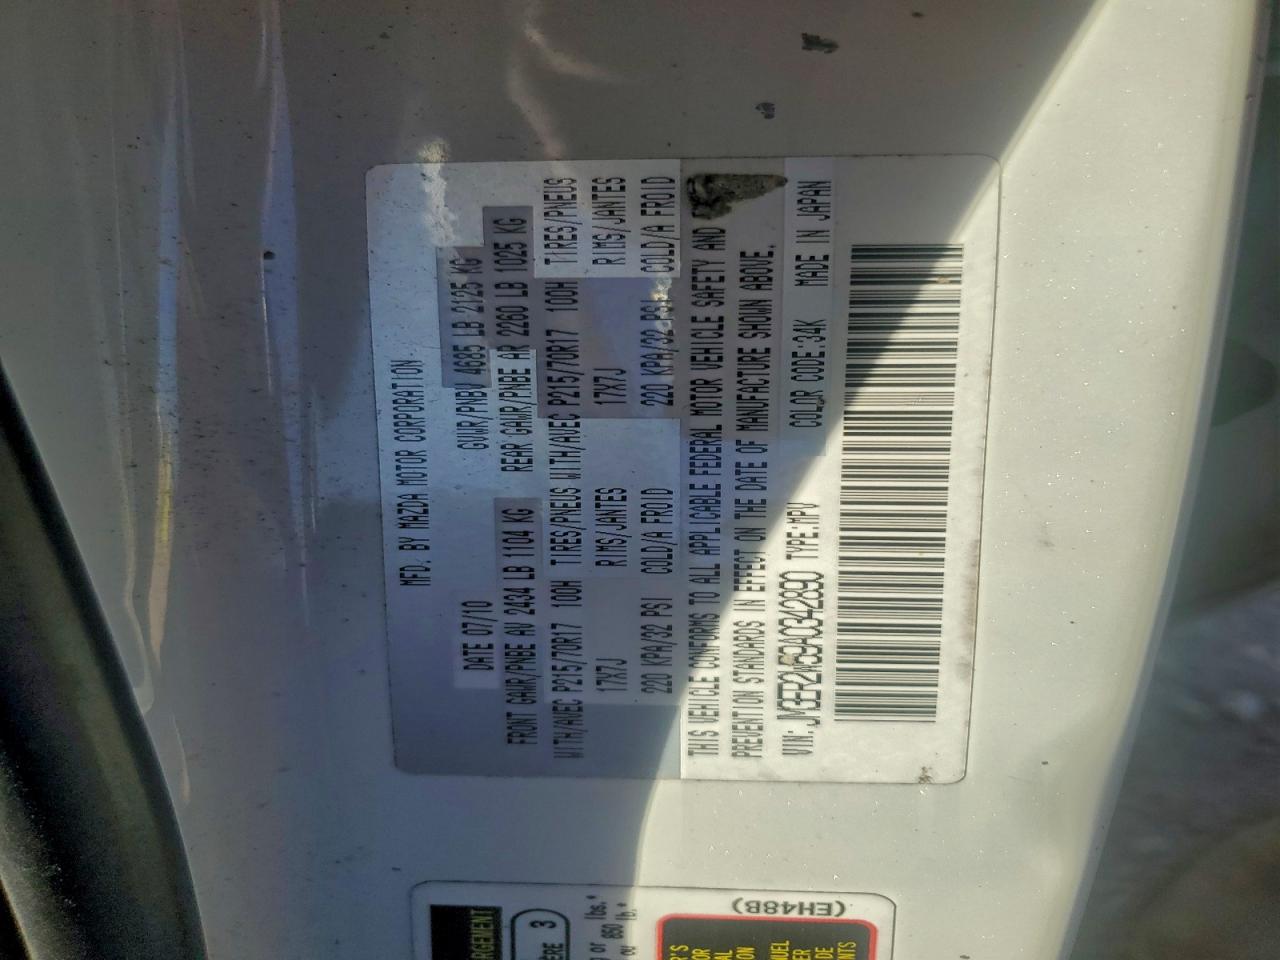 MFD. BY MAZDA MOTOR CORPORATION
DATE 07/10 GVWR/PNBV 4685 LB 2125 KG
FRONT GAWR/PNBE AV 2434 LB 1104 KG REAR GAWR/PNBE AR 2260 LB 1025 KG
WITH/AVEC P215/70R17 100H TIRES/PNEUS WITH/AVEC P215/70R17 100H TIRES/PNEUS
17X7J RIMS/JANTES 17X7J RIMS/JANTES
220 KPA/32 PSI COLD/A FROID 220 KPA/32 PSI COLD/A FROID
THIS VEHICLE CONFORMS TO ALL APPLICABLE FEDERAL MOTOR VEHICLE SAFETY AND
PREVENTION STANDARDS IN EFFECT ON THE DATE OF MANUFACTURE SHOWN ABOVE.
VIN: JM3ER2W59A0342890 TYPE:MPV COLOR CODE:34K MADE IN JAPAN
(EH48B)
3
lbs.*
ou 850 lb.*